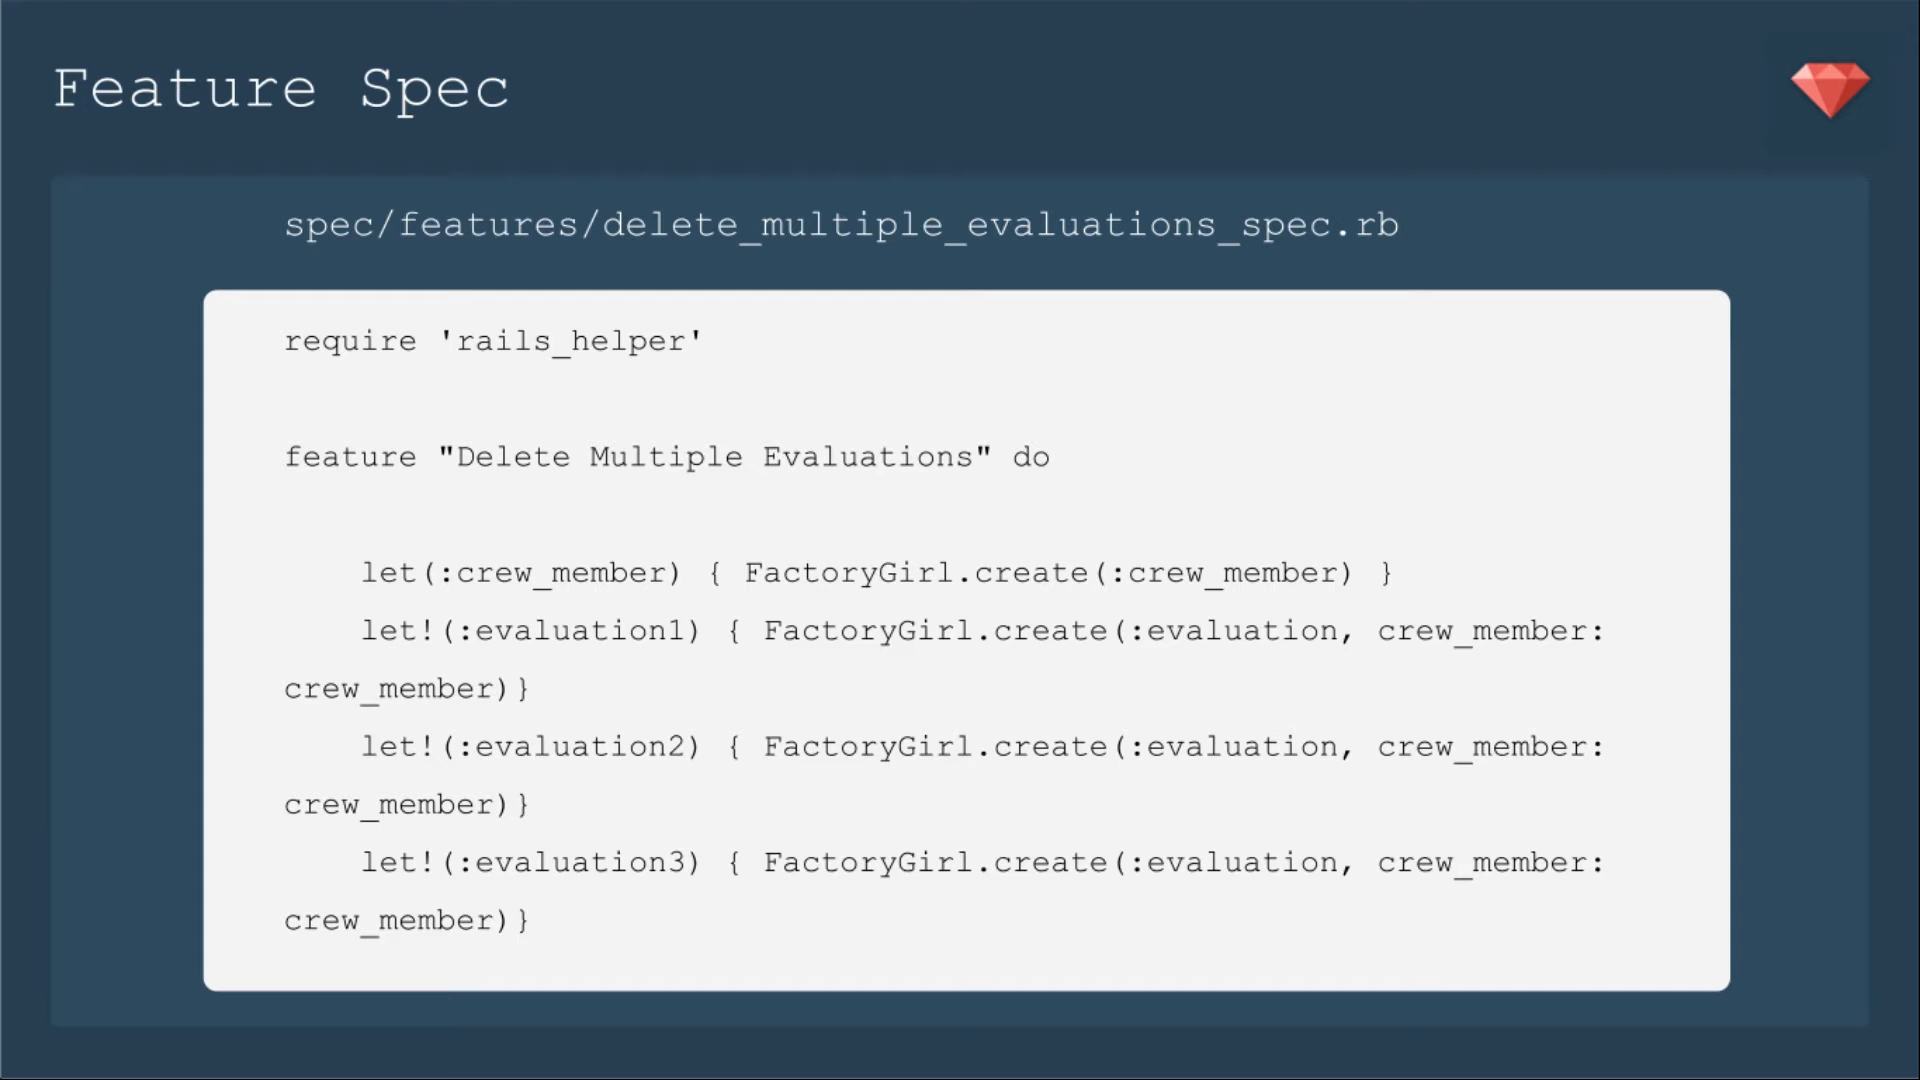 Feature Spec
spec/features/delete_multiple_evaluations_spec.rb
require 'rails_helper'
feature "Delete Multiple Evaluations" do
let(:crew_member) { FactoryGirl.create(:crew_member) }
let!(:evaluation1) { FactoryGirl.create(:evaluation, crew_member:
crew_member)}
let!(:evaluation2) { FactoryGirl.create(:evaluation, crew_member:
crew_member)}
let!(:evaluation3) { FactoryGirl.create(:evaluation, crew_member:
crew_member)}